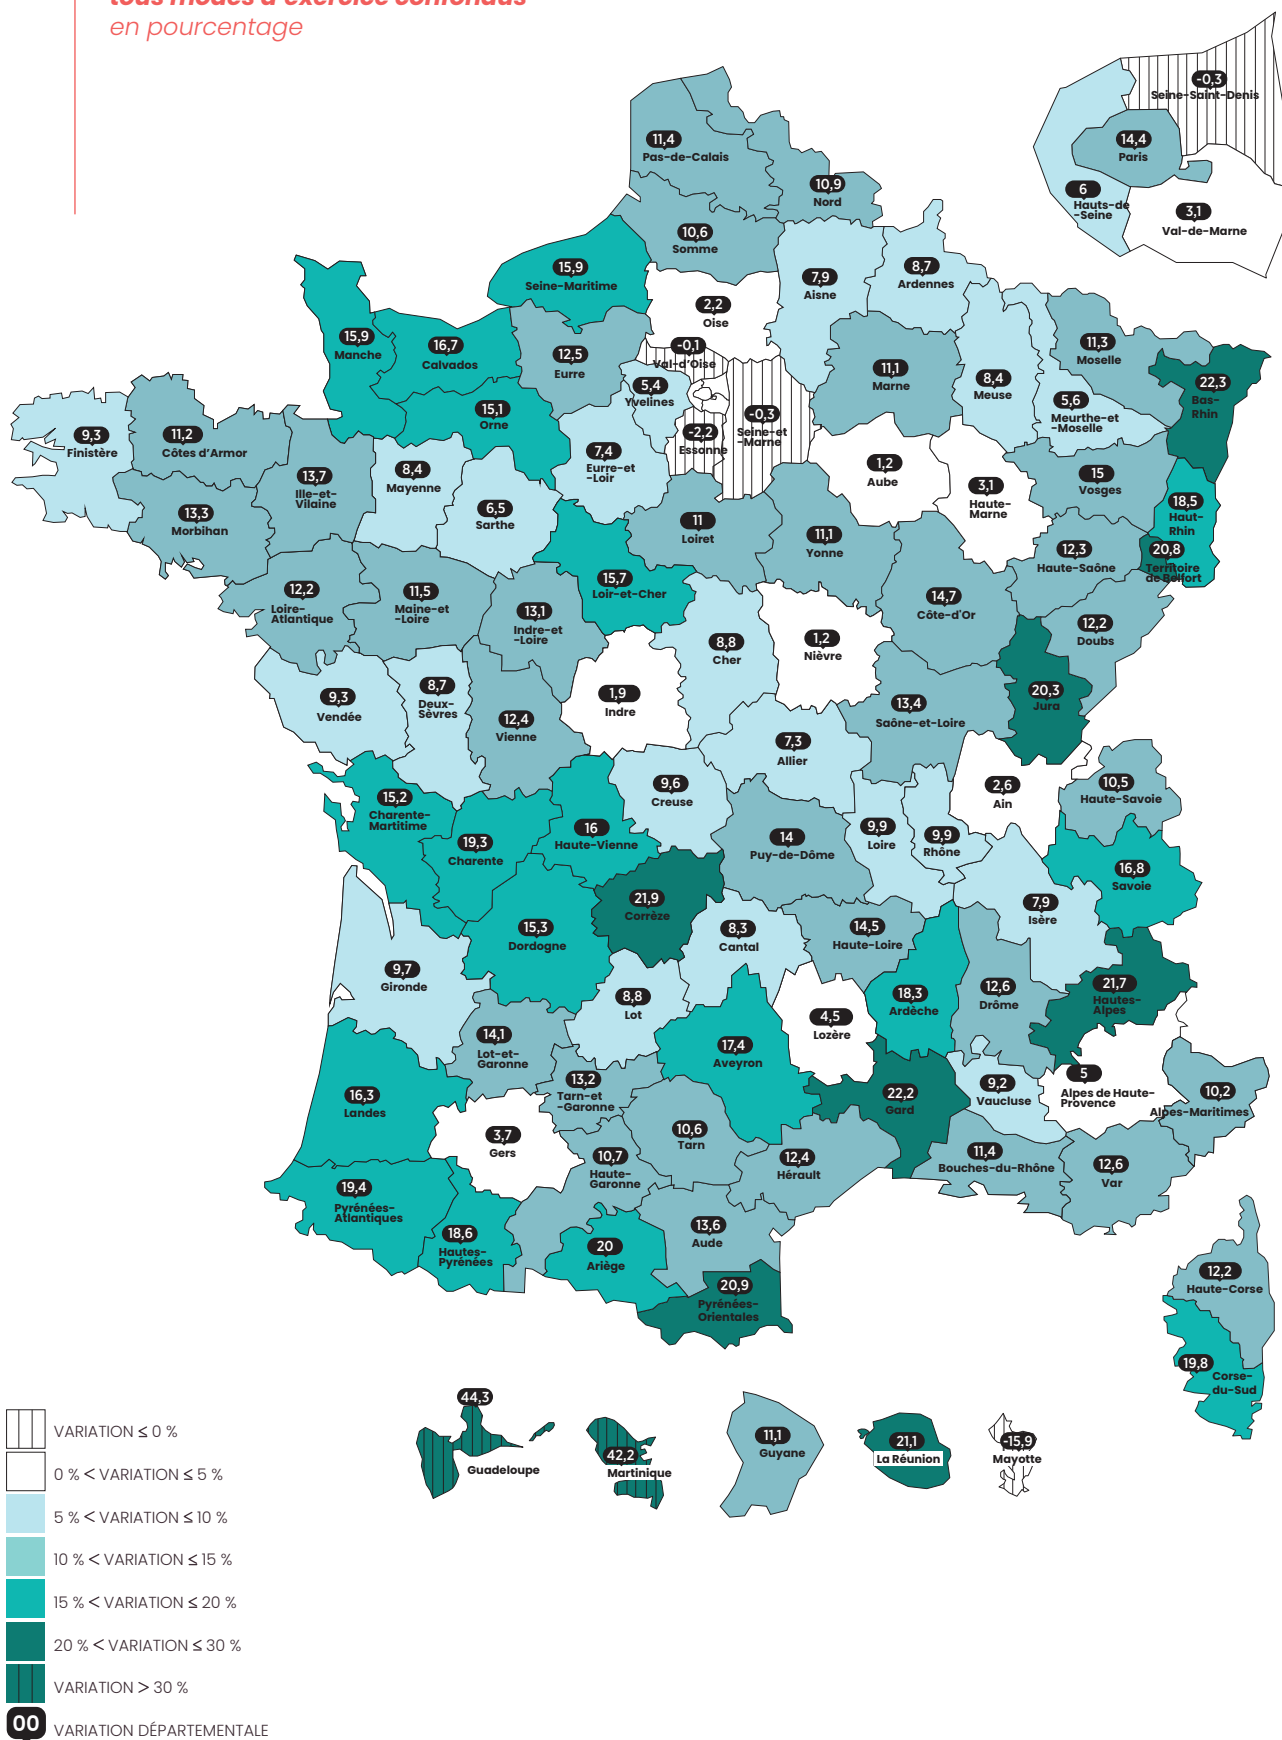 tous modes d'exercice confondus
en pourcentage
-0,3
Seine-Saint-Denis
14,4
Paris
6
Hauts-de
-Seine
3,1
Val-de-Marne
11,4
Pas-de-Calais
10,9
Nord
10,6
Somme
15,9
Seine-Maritime
7,9
Aisne
8,7
Ardennes
2,2
Oise
15,9
Manche
16,7
Calvados
12,5
Eurre
-0,1
Val-d'Oise
11,1
Marne
8,4
Meuse
11,3
Moselle
22,3
Bas-
Rhin
5,4
Yvelines
-0,3
Seine-et
-Marne
-2,2
Essonne
5,6
Meurthe-et
-Moselle
15,1
Orne
9,3
Finistère
11,2
Côtes d'Armor
13,7
Ille-et-
Vilaine
8,4
Mayenne
7,4
Eurre-et
-Loir
1,2
Aube
3,1
Haute-
Marne
15
Vosges
18,5
Haut-
Rhin
13,3
Morbihan
6,5
Sarthe
11
Loiret
11,1
Yonne
12,3
Haute-Saône
20,8
Territoire
de Belfort
12,2
Loire-
Atlantique
11,5
Maine-et
-Loire
13,1
Indre-et
-Loire
15,7
Loir-et-Cher
14,7
Côte-d'Or
12,2
Doubs
8,8
Cher
1,2
Nièvre
9,3
Vendée
8,7
Deux-
Sèvres
12,4
Vienne
1,9
Indre
13,4
Saône-et-Loire
20,3
Jura
7,3
Allier
15,2
Charente-
Martitime
19,3
Charente
16
Haute-Vienne
9,6
Creuse
14
Puy-de-Dôme
9,9
Loire
9,9
Rhône
2,6
Ain
10,5
Haute-Savoie
16,8
Savoie
21,9
Corrèze
15,3
Dordogne
8,3
Cantal
14,5
Haute-Loire
7,9
Isère
9,7
Gironde
8,8
Lot
4,5
Lozère
18,3
Ardèche
12,6
Drôme
21,7
Hautes-
Alpes
14,1
Lot-et-
Garonne
17,4
Aveyron
16,3
Landes
13,2
Tarn-et
-Garonne
22,2
Gard
9,2
Vaucluse
5
Alpes de Haute-
Provence
10,2
Alpes-Maritimes
3,7
Gers
10,6
Tarn
10,7
Haute-
Garonne
12,4
Hérault
11,4
Bouches-du-Rhône
12,6
Var
19,4
Pyrénées-
Atlantiques
18,6
Hautes-
Pyrénées
20
Ariège
13,6
Aude
20,9
Pyrénées-
Orientales
12,2
Haute-Corse
19,8
Corse-
du-Sud
44,3
Guadeloupe
42,2
Martinique
11,1
Guyane
21,1
La Réunion
-15,9
Mayotte
VARIATION ≤ 0 %
0 % < VARIATION ≤ 5 %
5 % < VARIATION ≤ 10 %
10 % < VARIATION ≤ 15 %
15 % < VARIATION ≤ 20 %
20 % < VARIATION ≤ 30 %
VARIATION > 30 %
00 VARIATION DÉPARTEMENTALE